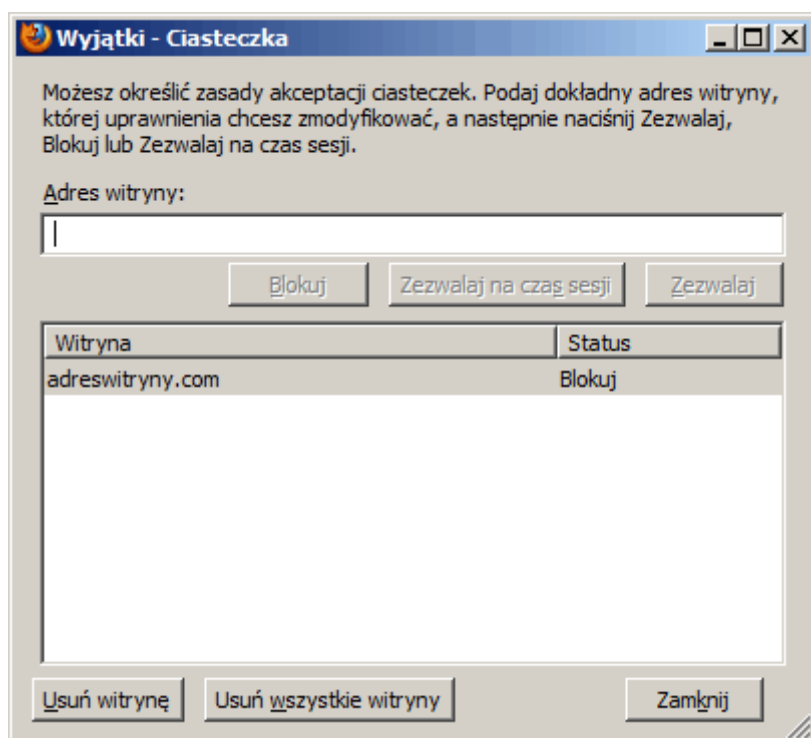 Wyjątki - Ciasteczka
Możesz określić zasady akceptacji ciasteczek. Podaj dokładny adres witryny,
której uprawnienia chcesz zmodyfikować, a następnie naciśnij Zezwalaj,
Blokuj lub Zezwalaj na czas sesji.
Adres witryny:
Blokuj Zezwalaj na czas sesji Zezwalaj
Witryna Status
adreswitryny.com Blokuj
Usuń witrynę Usuń wszystkie witryny Zamknij